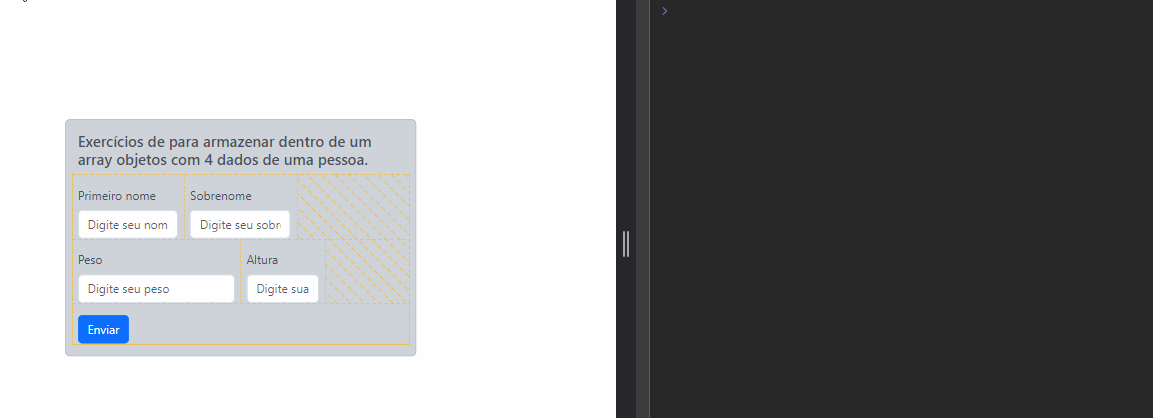 Exercícios de para armazenar dentro de um
array objetos com 4 dados de uma pessoa.
Primeiro nome Sobrenome
Digite seu nom Digite seu sobr
Peso Altura
Digite seu peso Digite sua
Enviar